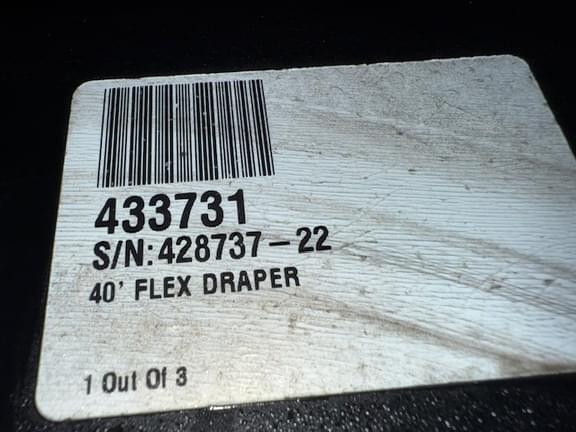 433731
S/N:428737-22
40' FLEX DRAPER
1 Out Of 3